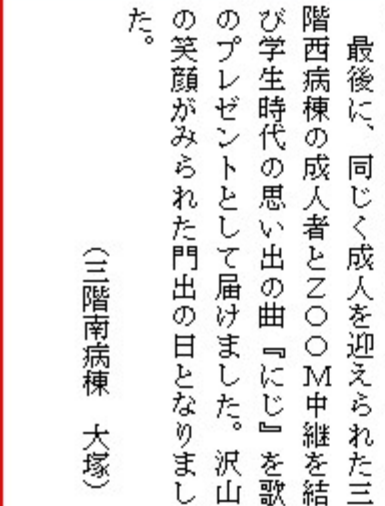 最後に、同じく成人を迎えられた三
階西病棟の成人者とＺ○○Ｍ中継を結
び学生時代の思い出の曲『にじ』を歌
のプレゼントとして届けました。沢山
の笑顔がみられた門出の日となりまし
た。
（三階南病棟　大塚）